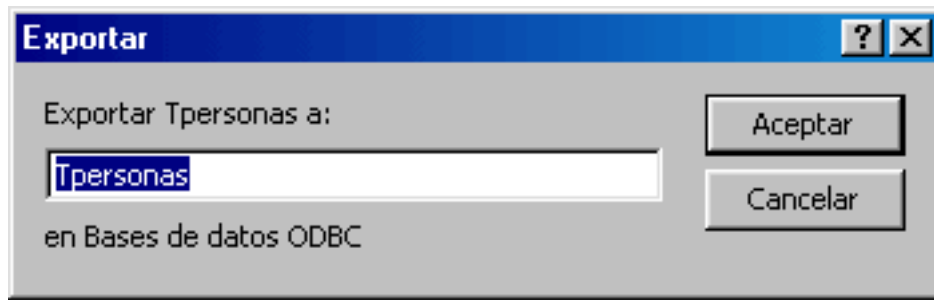 Exportar
Exportar Tpersonas a:
Tpersonas
en Bases de datos ODBC
Aceptar
Cancelar